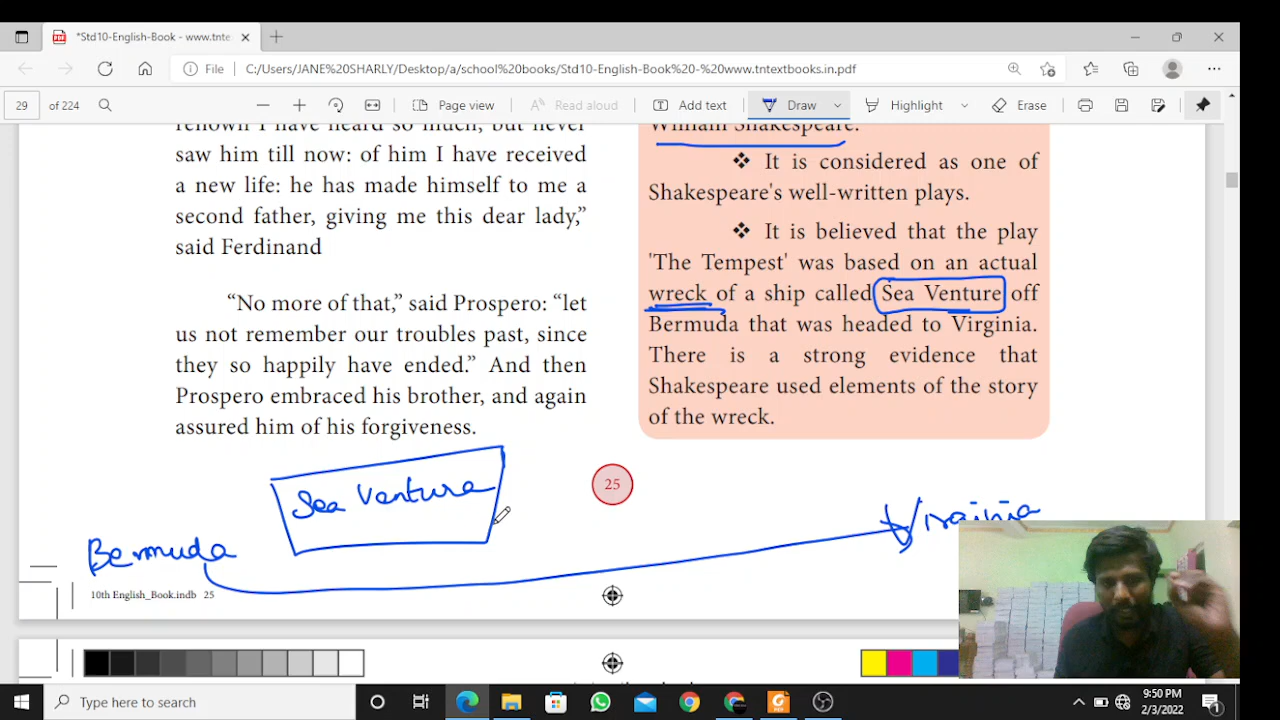 *Std10-English-Book - www.tnte
File
C:/Users/JANE%20SHARLY/Desktop/a/school%20books/Std10-English-Book%20-%20www.tntextbooks.in.pdf
29 of 224
Page view
Read aloud
Add text
Draw
Highlight
Erase
renown I have heard so much, but never
saw him till now: of him I have received
a new life: he has made himself to me a
second father, giving me this dear lady,”
said Ferdinand
“No more of that,” said Prospero: “let
us not remember our troubles past, since
they so happily have ended.” And then
Prospero embraced his brother, and again
assured him of his forgiveness.
William Shakespeare.
❖ It is considered as one of
Shakespeare's well-written plays.
❖ It is believed that the play
'The Tempest' was based on an actual
wreck of a ship called Sea Venture off
Bermuda that was headed to Virginia.
There is a strong evidence that
Shakespeare used elements of the story
of the wreck.
25
Sea Venture
Bermuda
Virginia
10th English_Book.indb 25
Type here to search
9:50 PM
2/3/2022